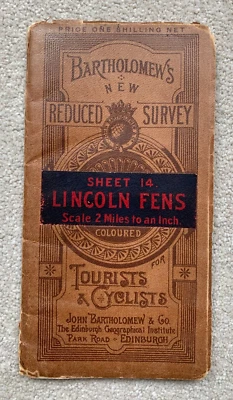 PRICE ONE SHILLING NET
BARTHOLOMEW'S
NEW
REDUCED SURVEY
SHEET 14
LINCOLN FENS
Scale 2 Miles to an Inch.
COLOURED
FOR
TOURISTS
& CYCLISTS
JOHN BARTHOLOMEW & Co.
The Edinburgh Geographical Institute
PARK ROAD - EDINBURGH